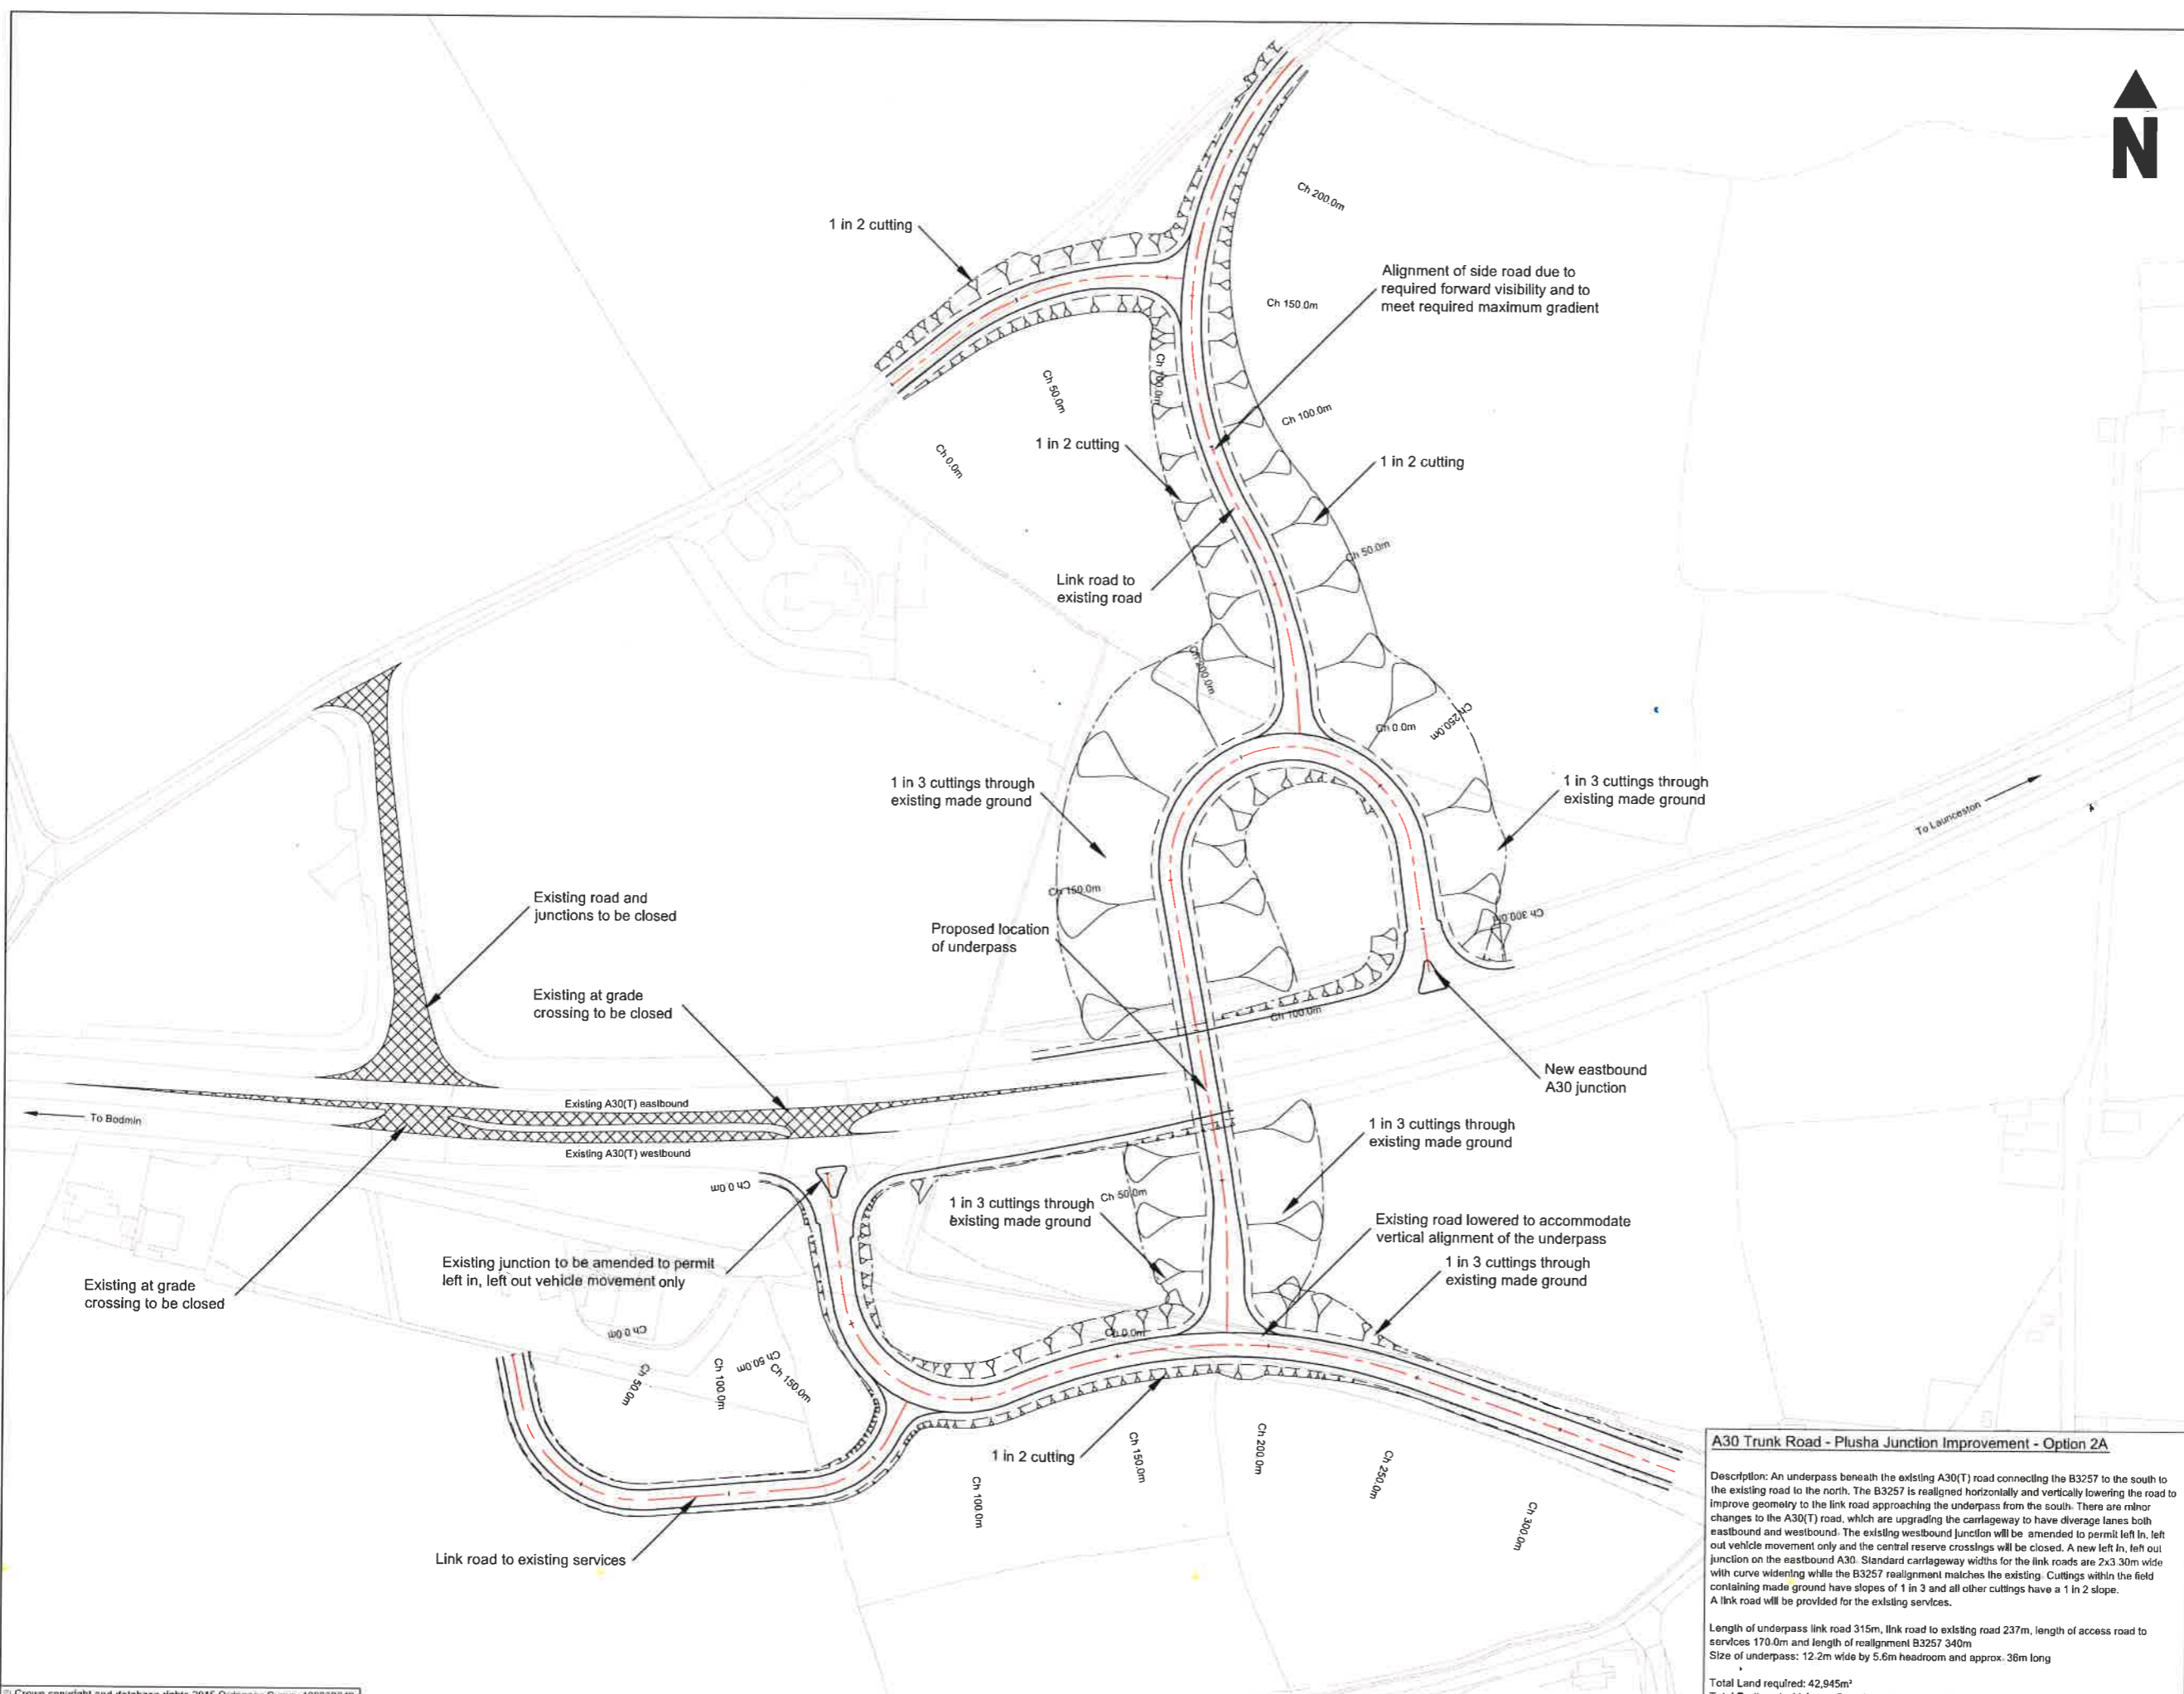 N
Ch 200.0m
1 in 2 cutting
Alignment of side road due to
required forward visibility and to
meet required maximum gradient
Ch 150.0m
Ch 50.0m
Ch 100.0m
Ch 100.0m
1 in 2 cutting
Ch 0.0m
1 in 2 cutting
Ch 50.0m
Link road to
existing road
Ch 200.0m
Ch 0.0m
Ch 250.0m
1 in 3 cuttings through
existing made ground
1 in 3 cuttings through
existing made ground
To Launceston
Ch 150.0m
Existing road and
junctions to be closed
Proposed location
of underpass
Ch 300.0m
Existing at grade
crossing to be closed
Ch 100.0m
New eastbound
A30 junction
To Bodmin
Existing A30(T) eastbound
Existing A30(T) westbound
1 in 3 cuttings through
existing made ground
Ch 0.0m
Ch 50.0m
1 in 3 cuttings through
existing made ground
Existing road lowered to accommodate
vertical alignment of the underpass
Existing junction to be amended to permit
left in, left out vehicle movement only
1 in 3 cuttings through
existing made ground
Existing at grade
crossing to be closed
Ch 0.0m
Ch 0.0m
Ch 50.0m
Ch 100.0m
Ch 50.0m
Ch 150.0m
1 in 2 cutting
Ch 100.0m
Ch 150.0m
Ch 200.0m
Ch 250.0m
Ch 300.0m
Link road to existing services
A30 Trunk Road - Plusha Junction Improvement - Option 2A
Description: An underpass beneath the existing A30(T) road connecting the B3257 to the south to
the existing road to the north. The B3257 is realigned horizontally and vertically lowering the road to
improve geometry to the link road approaching the underpass from the south. There are minor
changes to the A30(T) road, which are upgrading the carriageway to have diverage lanes both
eastbound and westbound. The existing westbound junction will be amended to permit left in, left
out vehicle movement only and the central reserve crossings will be closed. A new left in, left out
junction on the eastbound A30. Standard carriageway widths for the link roads are 2x3.30m wide
with curve widening while the B3257 realignment matches the existing. Cuttings within the field
containing made ground have slopes of 1 in 3 and all other cuttings have a 1 in 2 slope.
A link road will be provided for the existing services.
Length of underpass link road 315m, link road to existing road 237m, length of access road to
services 170.0m and length of realignment B3257 340m
Size of underpass: 12.2m wide by 5.6m headroom and approx. 36m long
Total Land required: 42,945m²